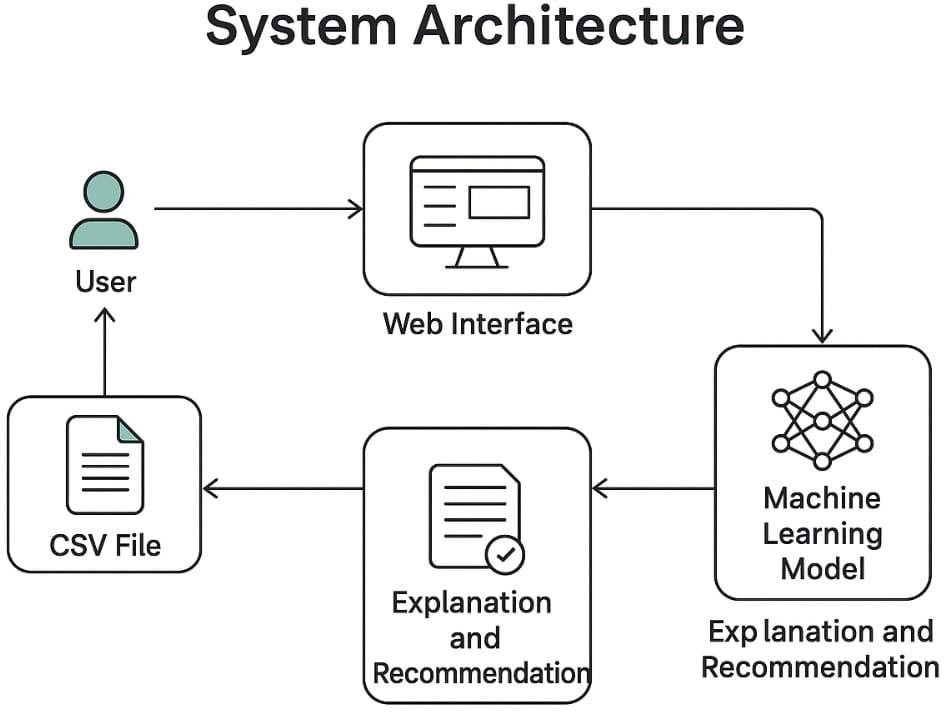 System Architecture
User
Web Interface
CSV File
Explanation
and
Recommendation
Machine
Learning
Model
Exp lanation and
Recommendation